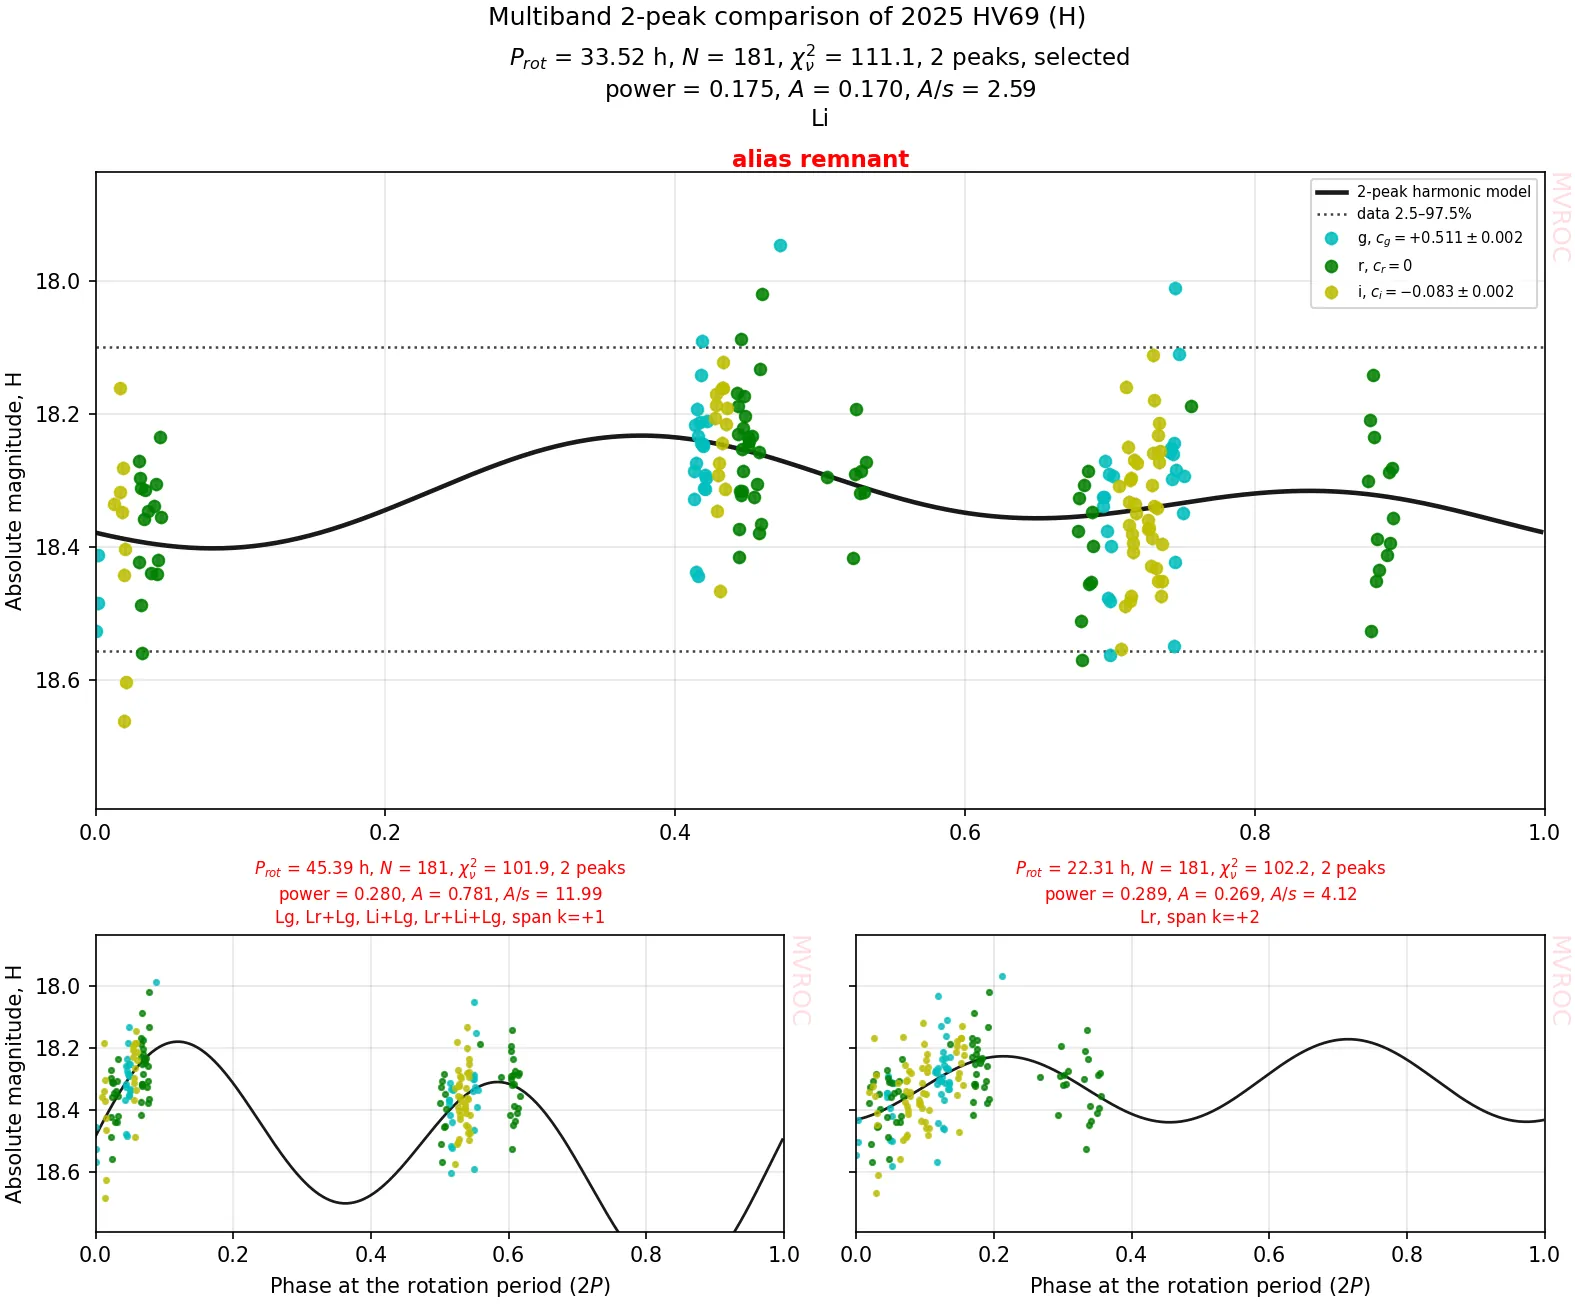 Multiband 2-peak comparison of 2025 HV69 (H)
P_rot = 33.52 h, N = 181, χ²_ν = 111.1, 2 peaks, selected
power = 0.175, A = 0.170, A/s = 2.59
Li
alias remnant
2-peak harmonic model
data 2.5–97.5%
g, c_g = +0.511 ± 0.002
r, c_r = 0
i, c_i = −0.083 ± 0.002
MVROC
Absolute magnitude, H
18.0
18.2
18.4
18.6
0.0 0.2 0.4 0.6 0.8 1.0
P_rot = 45.39 h, N = 181, χ²_ν = 101.9, 2 peaks
power = 0.280, A = 0.781, A/s = 11.99
Lg, Lr+Lg, Li+Lg, Lr+Li+Lg, span k=+1
MVROC
Absolute magnitude, H
18.0
18.2
18.4
18.6
0.0 0.2 0.4 0.6 0.8 1.0
Phase at the rotation period (2P)
P_rot = 22.31 h, N = 181, χ²_ν = 102.2, 2 peaks
power = 0.289, A = 0.269, A/s = 4.12
Lr, span k=+2
MVROC
0.0 0.2 0.4 0.6 0.8 1.0
Phase at the rotation period (2P)